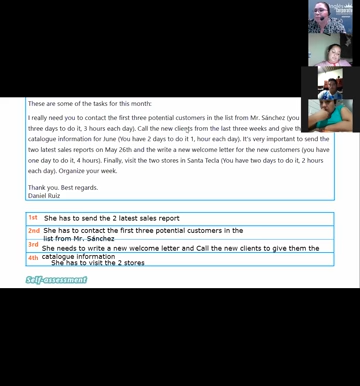 These are some of the tasks for this month:
I really need you to contact the first three potential customers in the list from Mr. Sánchez (you
three days to do it, 3 hours each day). Call the new clients from the last three weeks and give th
catalogue information for June (You have 2 days to do it 1, hour each day). It's very important to send the
two latest sales reports on May 26th and the write a new welcome letter for the new customers (you have
one day to do it, 4 hours). Finally, visit the two stores in Santa Tecla (You have two days to do it, 2 hours
each day). Organize your week.
Thank you. Best regards.
Daniel Ruiz
1st She has to send the 2 latest sales report
2nd She has to contact the first three potential customers in the
list from Mr. Sánchez
3rd She needs to write a new welcome letter and Call the new clients to give them the
catalogue information
4th She has to visit the 2 stores
Self-assessment